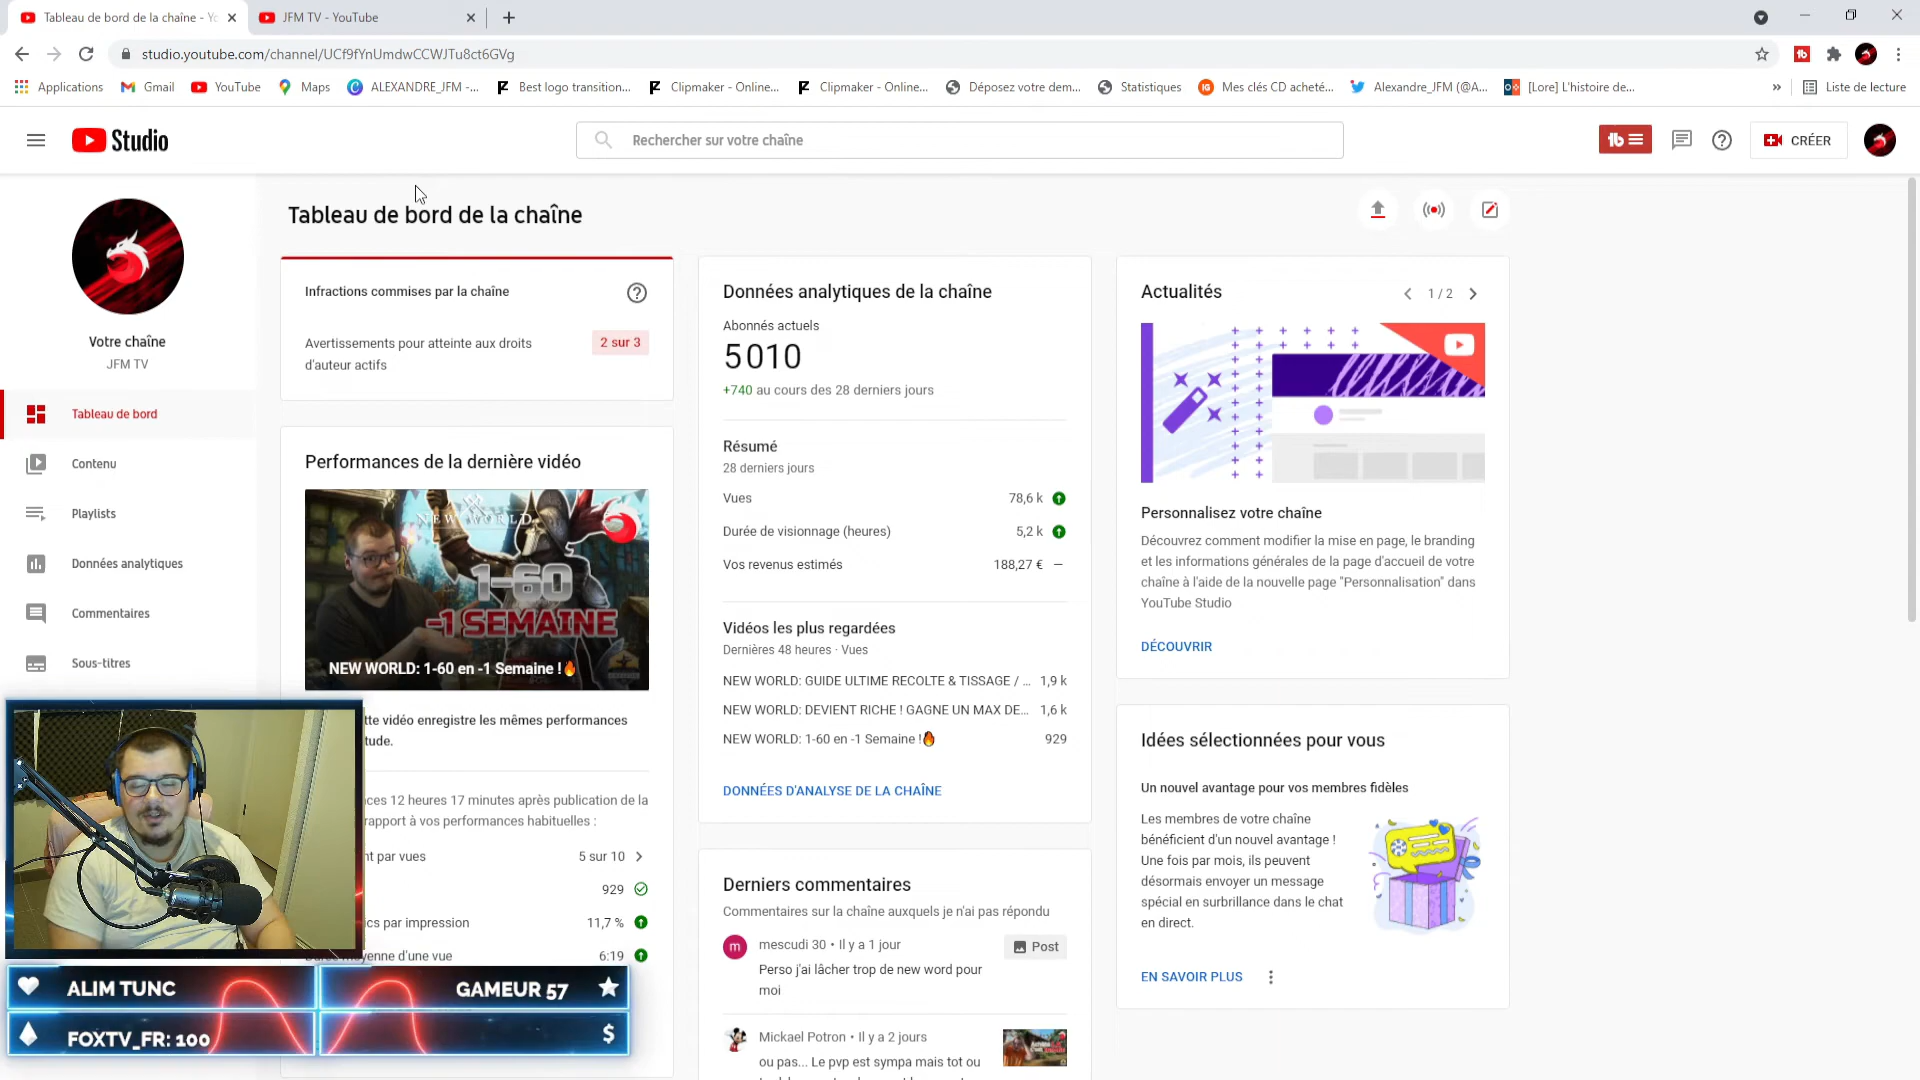 Tableau de bord de la chaîne - Yo
JFM TV - YouTube
studio.youtube.com/channel/UCf9fYnUmdwCCWJTu8ct6GVg
Applications
Gmail
YouTube
Maps
ALEXANDRE_JFM -...
Best logo transition...
Clipmaker - Online...
Clipmaker - Online...
Déposez votre dem...
Statistiques
Mes clés CD acheté...
Alexandre_JFM (@A...
[Lore] L'histoire de...
»
Liste de lecture
Studio
Rechercher sur votre chaîne
CRÉER
Votre chaîne
JFM TV
Tableau de bord
Contenu
Playlists
Données analytiques
Commentaires
Sous-titres
Tableau de bord de la chaîne
Infractions commises par la chaîne
Avertissements pour atteinte aux droits
d'auteur actifs
2 sur 3
Performances de la dernière vidéo
NEW WORLD
1-60
-1 SEMAINE
NEW WORLD: 1-60 en -1 Semaine !🔥
tte vidéo enregistre les mêmes performances
tude.
ces 12 heures 17 minutes après publication de la
rapport à vos performances habituelles :
nt par vues
5 sur 10
929
cs par impression
11,7 %
Durée moyenne d'une vue
6:19
Données analytiques de la chaîne
Abonnés actuels
5 010
+740 au cours des 28 derniers jours
Résumé
28 derniers jours
Vues
78,6 k
Durée de visionnage (heures)
5,2 k
Vos revenus estimés
188,27 € —
Vidéos les plus regardées
Dernières 48 heures · Vues
NEW WORLD: GUIDE ULTIME RECOLTE & TISSAGE / ...
1,9 k
NEW WORLD: DEVIENT RICHE ! GAGNE UN MAX DE...
1,6 k
NEW WORLD: 1-60 en -1 Semaine !🔥
929
DONNÉES D'ANALYSE DE LA CHAÎNE
Derniers commentaires
Commentaires sur la chaîne auxquels je n'ai pas répondu
m
mescudi 30 • Il y a 1 jour
Post
Perso j'ai lâcher trop de new word pour
moi
Mickael Potron • Il y a 2 jours
ou pas... Le pvp est sympa mais tot ou
Actualités
1 / 2
Personnalisez votre chaîne
Découvrez comment modifier la mise en page, le branding
et les informations générales de la page d'accueil de votre
chaîne à l'aide de la nouvelle page "Personnalisation" dans
YouTube Studio
DÉCOUVRIR
Idées sélectionnées pour vous
Un nouvel avantage pour vos membres fidèles
Les membres de votre chaîne
bénéficient d'un nouvel avantage !
Une fois par mois, ils peuvent
désormais envoyer un message
spécial en surbrillance dans le chat
en direct.
EN SAVOIR PLUS
ALIM TUNC
GAMEUR 57
FOXTV_FR: 100
$